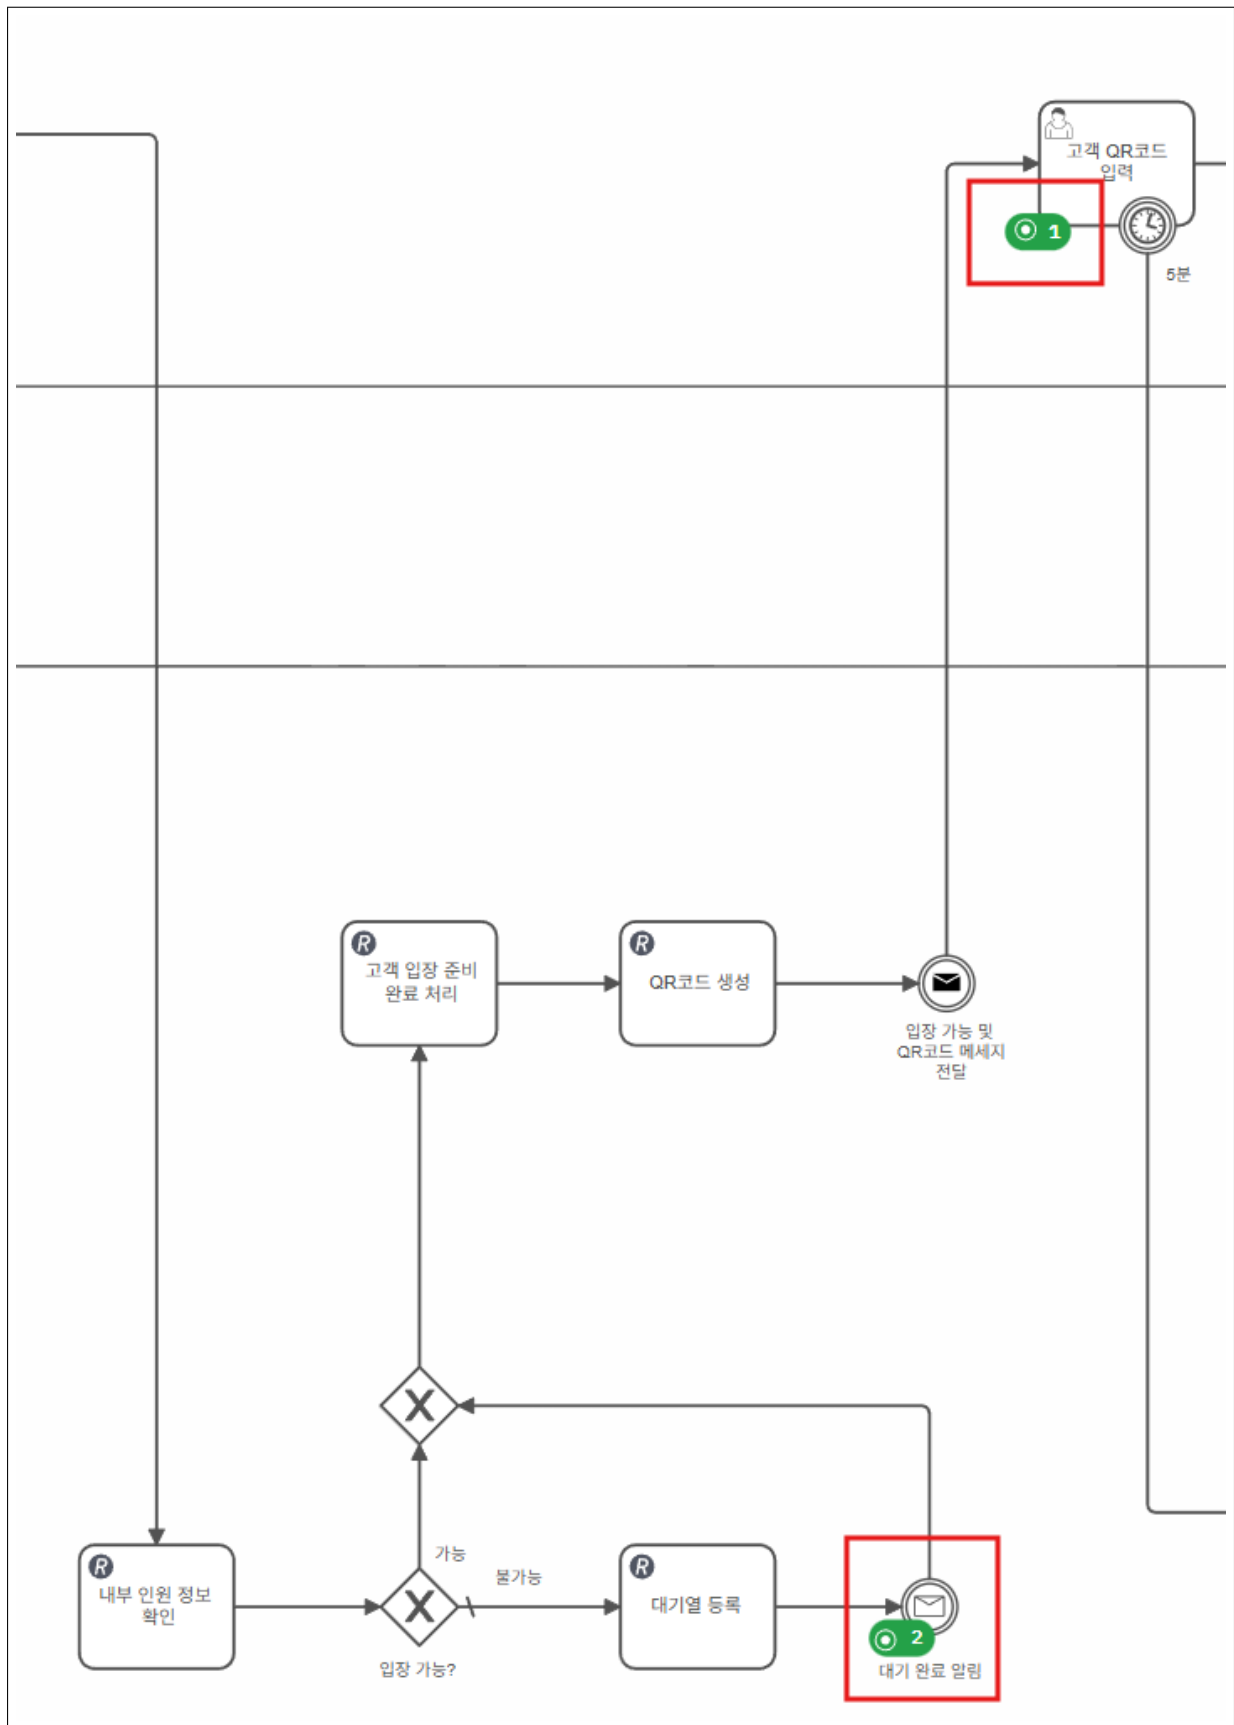 고객 QR코드
입력
1
5분
R
고객 입장 준비
완료 처리
R
QR코드 생성
입장 가능 및
QR코드 메세지
전달
X
R
내부 인원 정보
확인
가능
X
입장 가능?
불가능
R
대기열 등록
2
대기 완료 알림